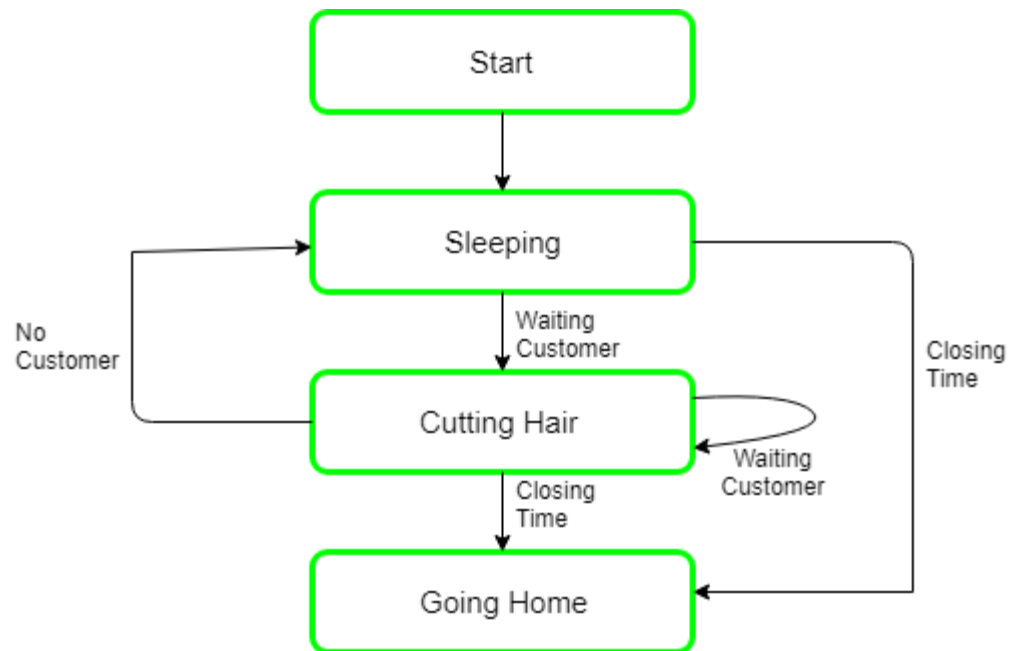 Start
Sleeping
Waiting
Customer
No
Customer
Closing
Time
Cutting Hair
Waiting
Customer
Closing
Time
Going Home